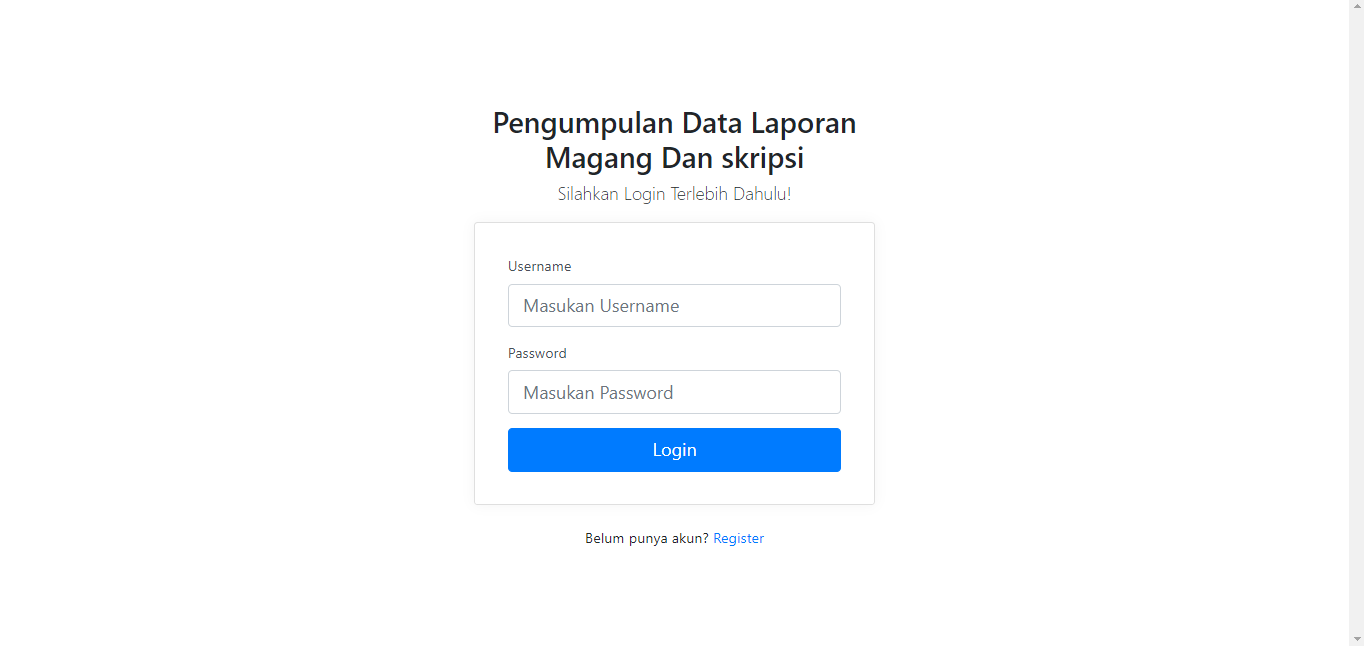 Pengumpulan Data Laporan
Magang Dan skripsi
Silahkan Login Terlebih Dahulu!
Username
Masukan Username
Password
Masukan Password
Login
Belum punya akun? Register